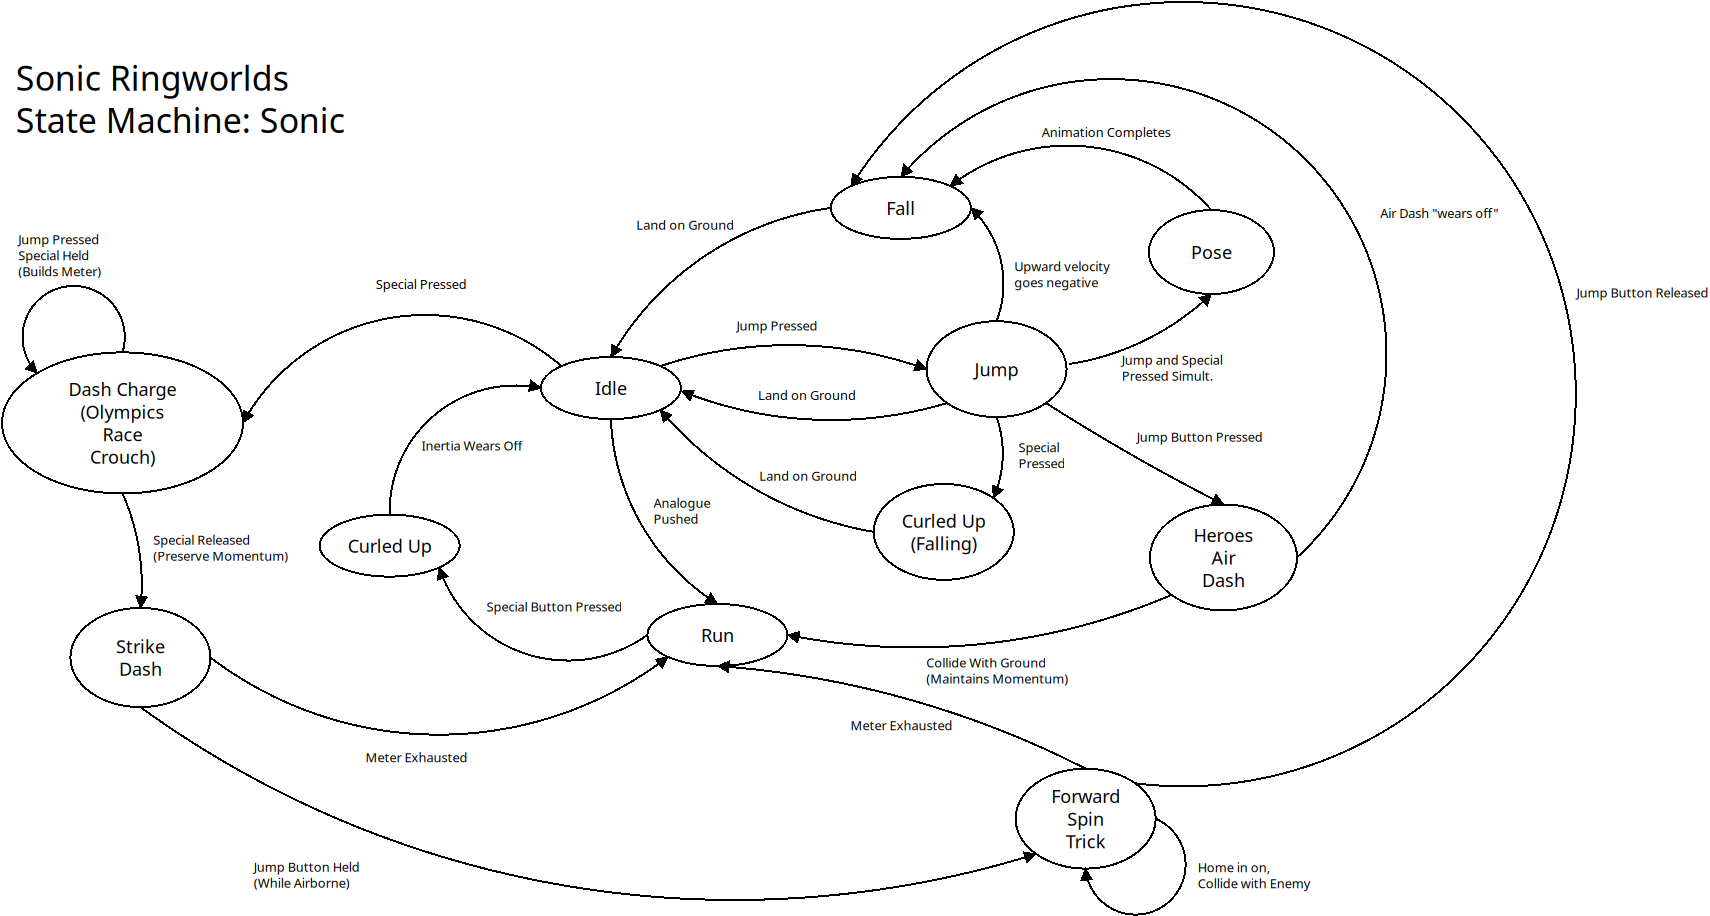 Sonic Ringworlds
State Machine: Sonic
Animation Completes
Fall
Air Dash "wears off"
Land on Ground
Jump Pressed
Special Held
(Builds Meter)
Pose
Upward velocity
goes negative
Special Pressed
Jump Button Released
Jump Pressed
Jump and Special
Pressed Simult.
Jump
Idle
Land on Ground
Dash Charge
(Olympics
Race
Crouch)
Inertia Wears Off
Jump Button Pressed
Special
Pressed
Land on Ground
Analogue
Pushed
Curled Up
(Falling)
Heroes
Air
Dash
Special Released
(Preserve Momentum)
Curled Up
Special Button Pressed
Run
Strike
Dash
Collide With Ground
(Maintains Momentum)
Meter Exhausted
Meter Exhausted
Forward
Spin
Trick
Jump Button Held
(While Airborne)
Home in on,
Collide with Enemy